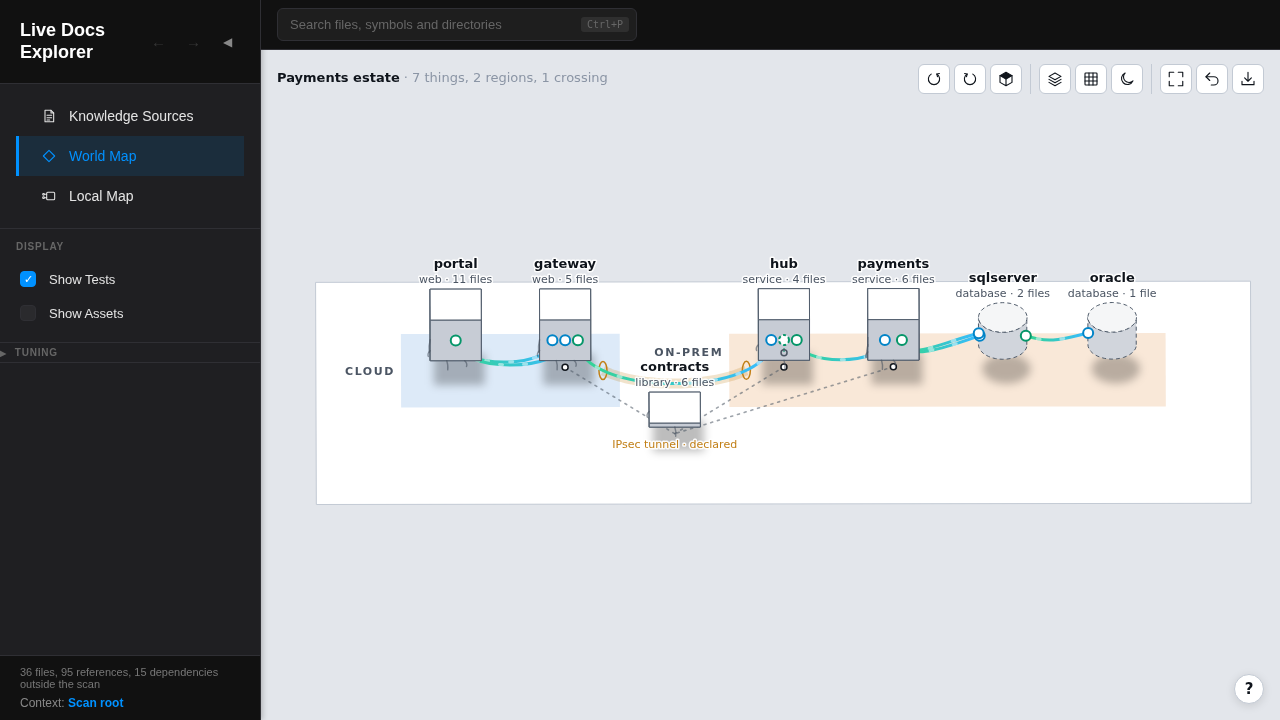 Live Docs
Explorer
Search files, symbols and directories
Ctrl+P
Payments estate · 7 things, 2 regions, 1 crossing
Knowledge Sources
World Map
Local Map
DISPLAY
Show Tests
Show Assets
TUNING
portal
web · 11 files
gateway
web · 5 files
hub
service · 4 files
payments
service · 6 files
sqlserver
database · 2 files
oracle
database · 1 file
CLOUD
ON-PREM
contracts
library · 6 files
IPsec tunnel · declared
36 files, 95 references, 15 dependencies
outside the scan
Context: Scan root
?